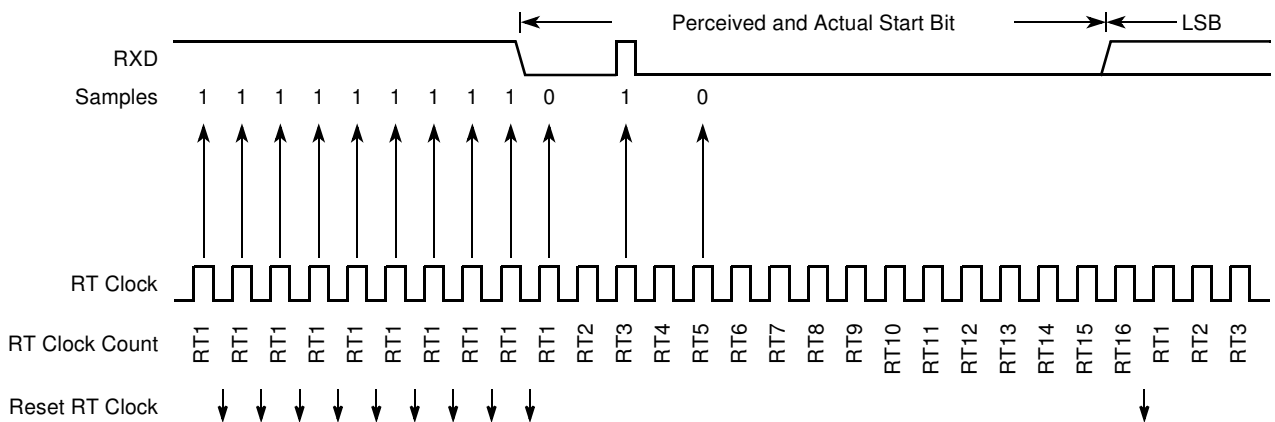 Perceived and Actual Start Bit LSB
RXD
Samples 1 1 1 1 1 1 1 1 1 0 1 0
RT Clock
RT Clock Count RT1 RT1 RT1 RT1 RT1 RT1 RT1 RT1 RT1 RT1 RT2 RT3 RT4 RT5 RT6 RT7 RT8 RT9 RT10 RT11 RT12 RT13 RT14 RT15 RT16 RT1 RT2 RT3
Reset RT Clock